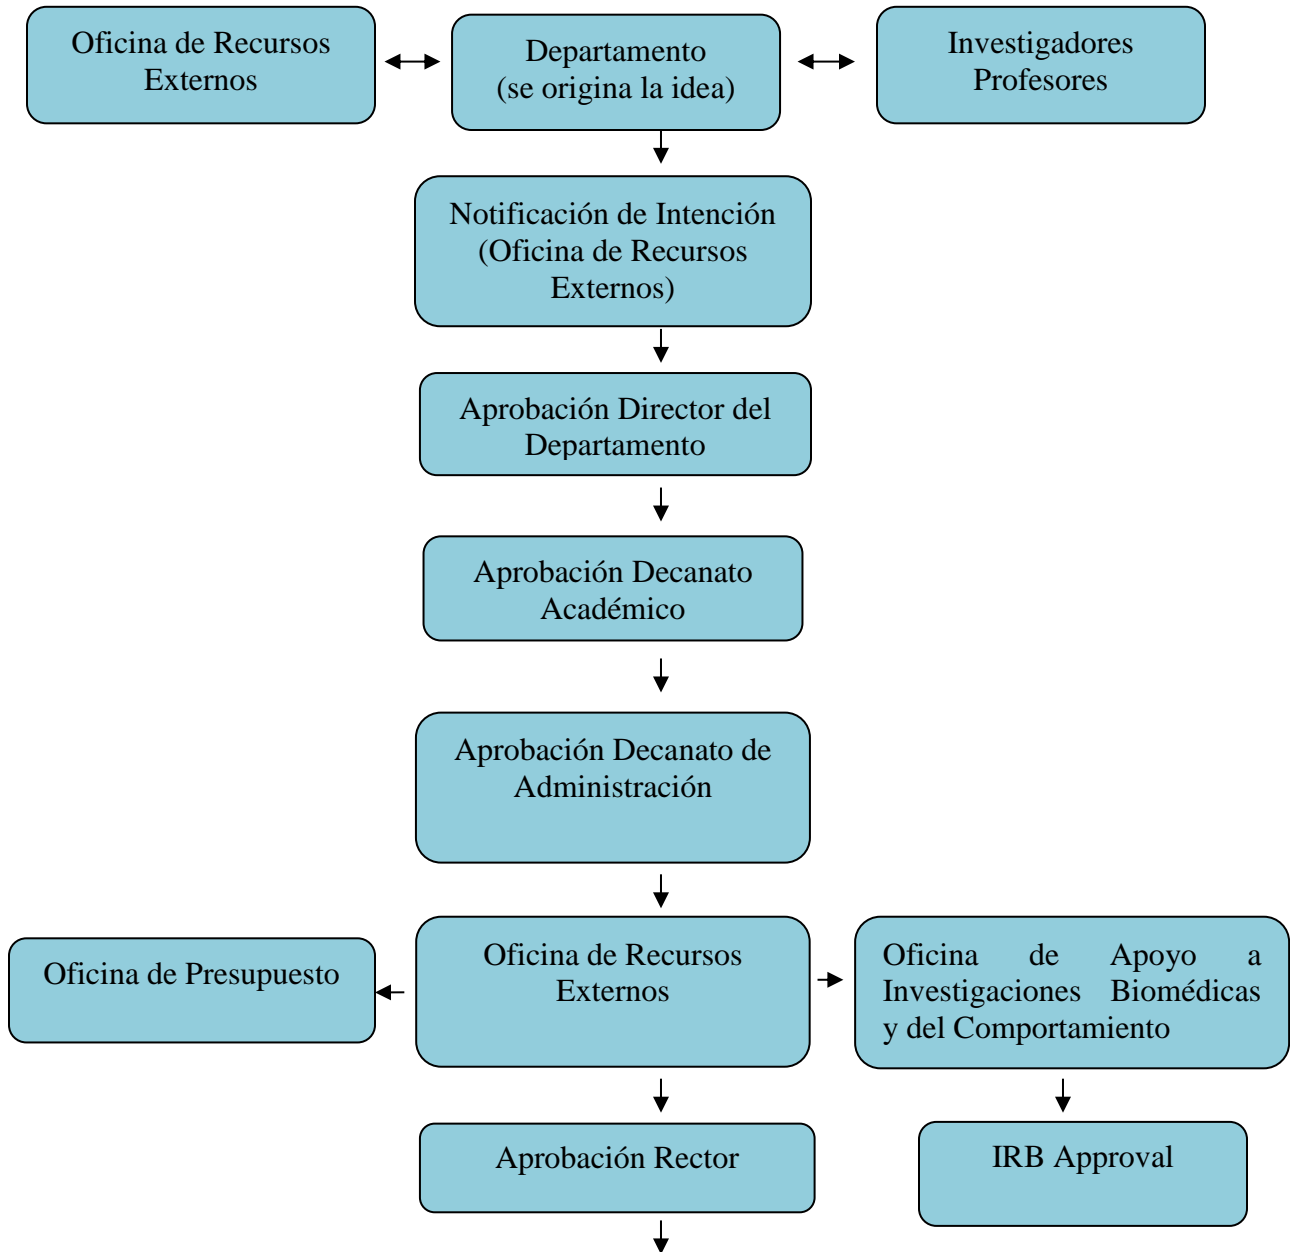 Oficina de Recursos
Externos
Departamento
(se origina la idea)
Investigadores
Profesores
Notificación de Intención
(Oficina de Recursos
Externos)
Aprobación Director del
Departamento
Aprobación Decanato
Académico
Aprobación Decanato de
Administración
Oficina de Presupuesto
Oficina de Recursos
Externos
Oficina de Apoyo a
Investigaciones Biomédicas
y del Comportamiento
Aprobación Rector
IRB Approval